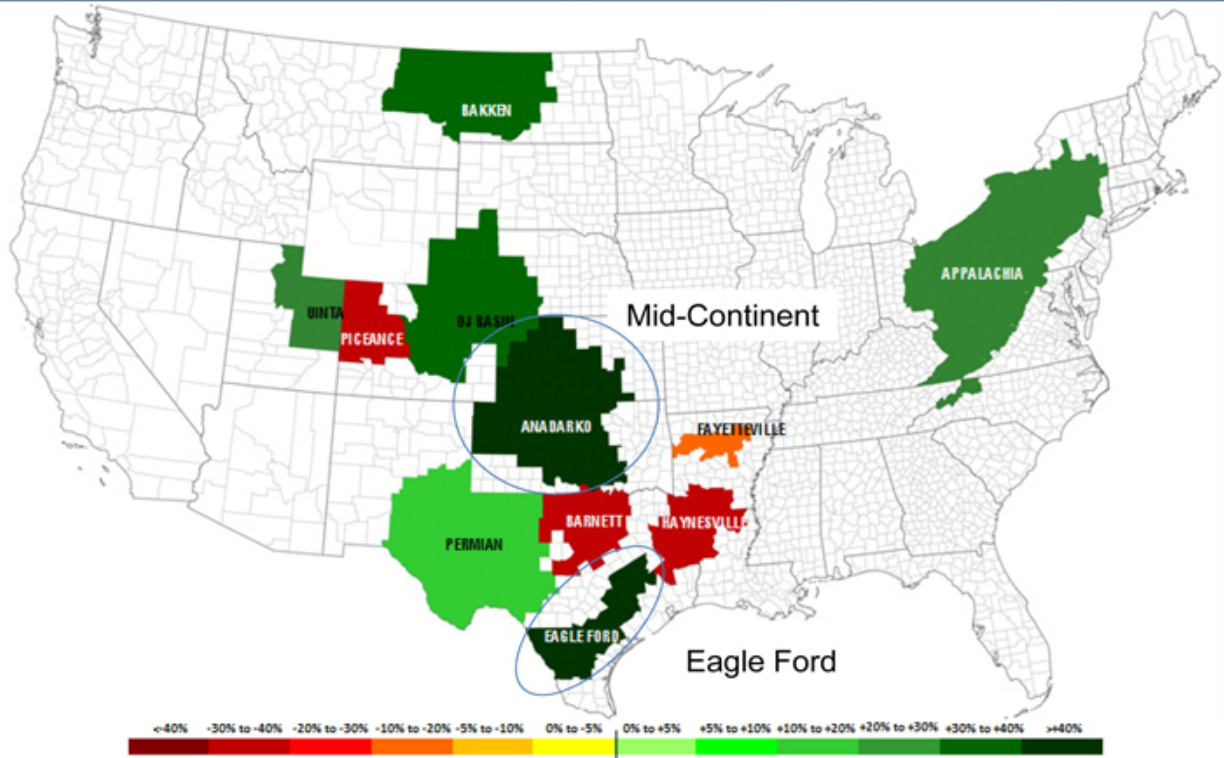 BAKKEN
APPALACHIA
UINTA
DJ BASIN
Mid-Continent
PICEANCE
ANADARKO
FAYETTEVILLE
BARNETT
HAYNESVILLE
PERMIAN
EAGLE FORD
Eagle Ford
<-40% -30% to -40% -20% to -30% -10% to -20% -5% to -10% 0% to -5% 0% to +5% +5% to +10% +10% to +20% +20% to +30% +30% to +40% >+40%